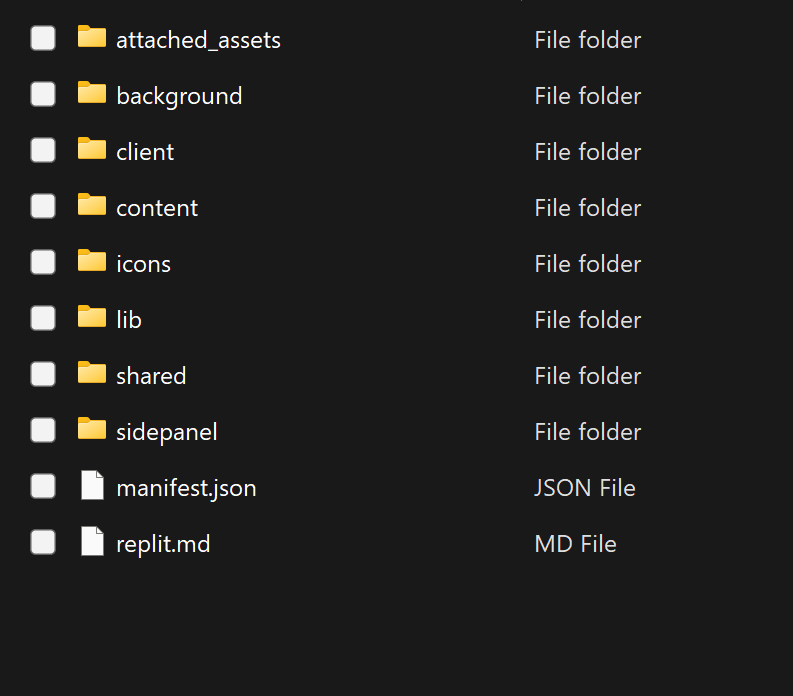 attached_assets File folder
background File folder
client File folder
content File folder
icons File folder
lib File folder
shared File folder
sidepanel File folder
manifest.json JSON File
replit.md MD File